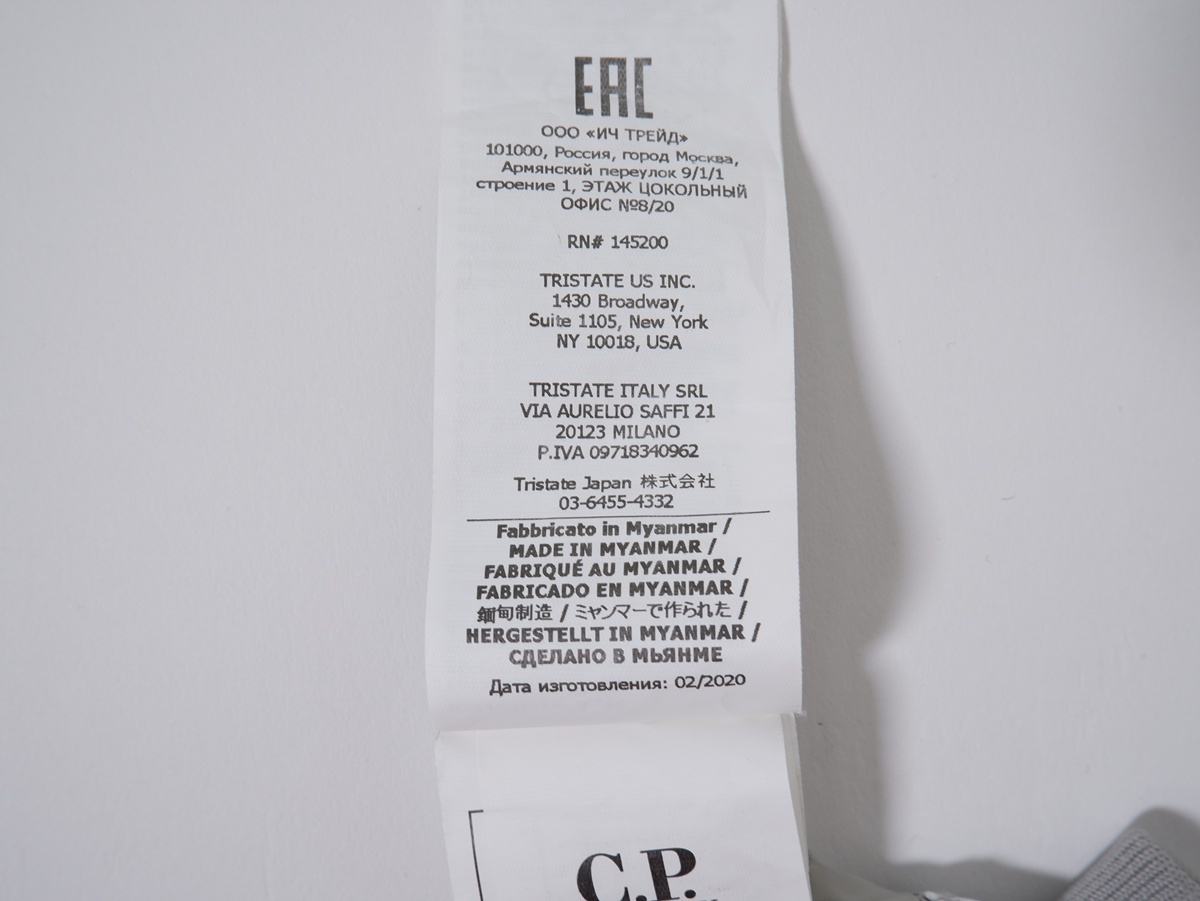 EAC
ООО «ИЧ ТРЕЙД»
101000, Россия, город Москва,
Армянский переулок 9/1/1
строение 1, ЭТАЖ ЦОКОЛЬНЫЙ
ОФИС №8/20
RN# 145200
TRISTATE US INC.
1430 Broadway,
Suite 1105, New York
NY 10018, USA
TRISTATE ITALY SRL
VIA AURELIO SAFFI 21
20123 MILANO
P.IVA 09718340962
Tristate Japan 株式会社
03-6455-4332
Fabbricato in Myanmar /
MADE IN MYANMAR /
FABRIQUÉ AU MYANMAR /
FABRICADO EN MYANMAR /
缅甸制造 / ミャンマーで作られた /
HERGESTELLT IN MYANMAR /
СДЕЛАНО В МЬЯНМЕ
Дата изготовления: 02/2020
C.P.